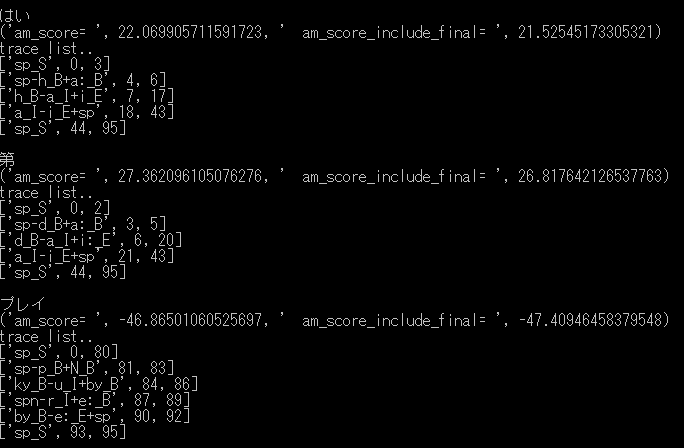 はい
('am_score= ', 22.069905711591723, '  am_score_include_final= ', 21.52545173305321)
trace list..
['sp_S', 0, 3]
['sp-h_B+a:_B', 4, 6]
['h_B-a_I+i_E', 7, 17]
['a_I-i_E+sp', 18, 43]
['sp_S', 44, 95]
第
('am_score= ', 27.362096105076276, '  am_score_include_final= ', 26.817642126537763)
trace list..
['sp_S', 0, 2]
['sp-d_B+a:_B', 3, 5]
['d_B-a_I+i:_E', 6, 20]
['a_I-i_E+sp', 21, 43]
['sp_S', 44, 95]
プレイ
('am_score= ', -46.86501060525697, '  am_score_include_final= ', -47.40946458379548)
trace list..
['sp_S', 0, 80]
['sp-p_B+N_B', 81, 83]
['ky_B-u_I+by_B', 84, 86]
['spn-r_I+e:_B', 87, 89]
['by_B-e:_E+sp', 90, 92]
['sp_S', 93, 95]